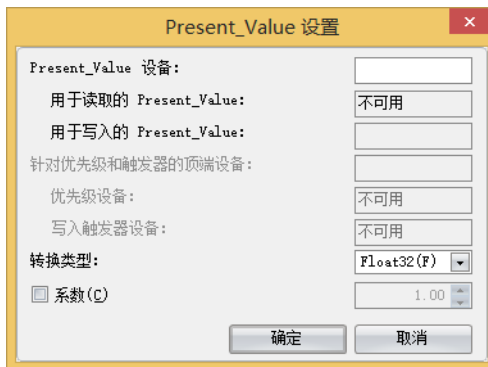 Present_Value 设置
Present_Value 设备:
用于读取的 Present_Value: 不可用
用于写入的 Present_Value:
针对优先级和触发器的顶端设备:
优先级设备: 不可用
写入触发器设备: 不可用
转换类型: Float32(F)
系数(C) 1.00
确定 取消